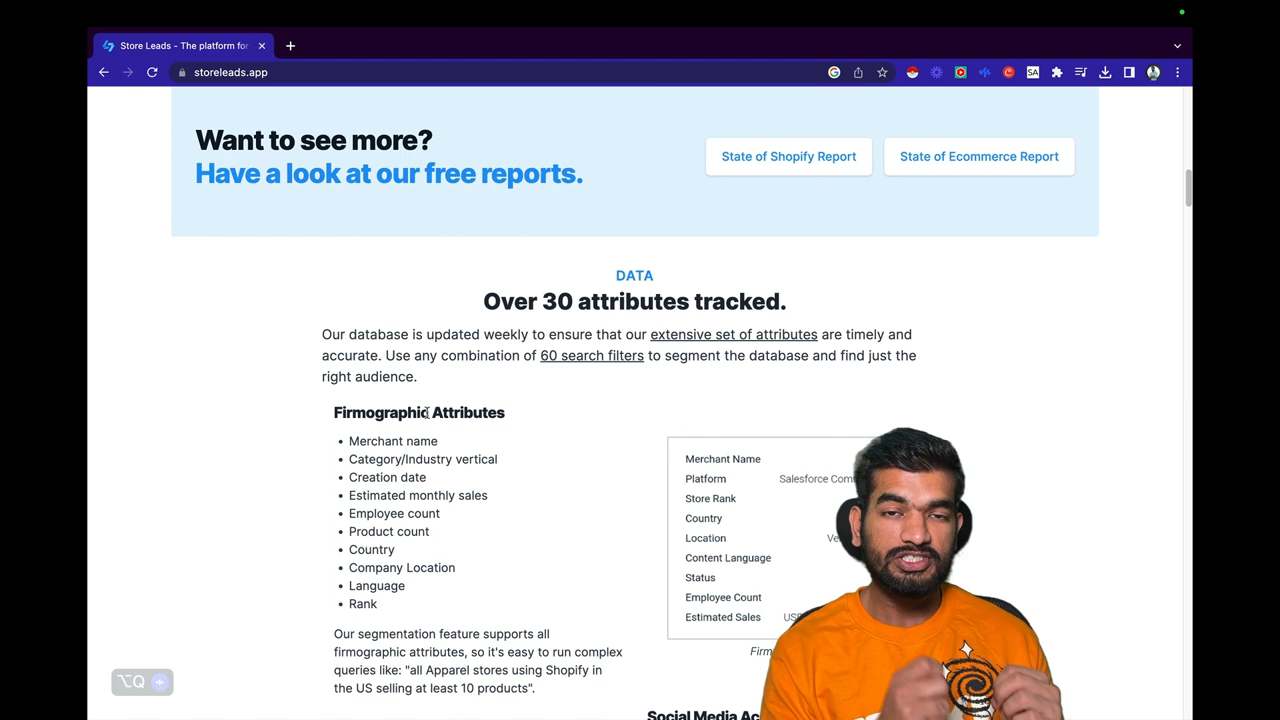 Store Leads - The platform for
storeleads.app
SA
Want to see more?
Have a look at our free reports.
State of Shopify Report
State of Ecommerce Report
DATA
Over 30 attributes tracked.
Our database is updated weekly to ensure that our extensive set of attributes are timely and
accurate. Use any combination of 60 search filters to segment the database and find just the
right audience.
Firmographic Attributes
• Merchant name
• Category/Industry vertical
• Creation date
• Estimated monthly sales
• Employee count
• Product count
• Country
• Company Location
• Language
• Rank
Our segmentation feature supports all
firmographic attributes, so it's easy to run complex
queries like: "all Apparel stores using Shopify in
the US selling at least 10 products".
Merchant Name
Platform Salesforce Com
Store Rank
Country
Location Ve
Content Language
Status
Employee Count
Estimated Sales US
Firm
Social Media Ac
⌥Q